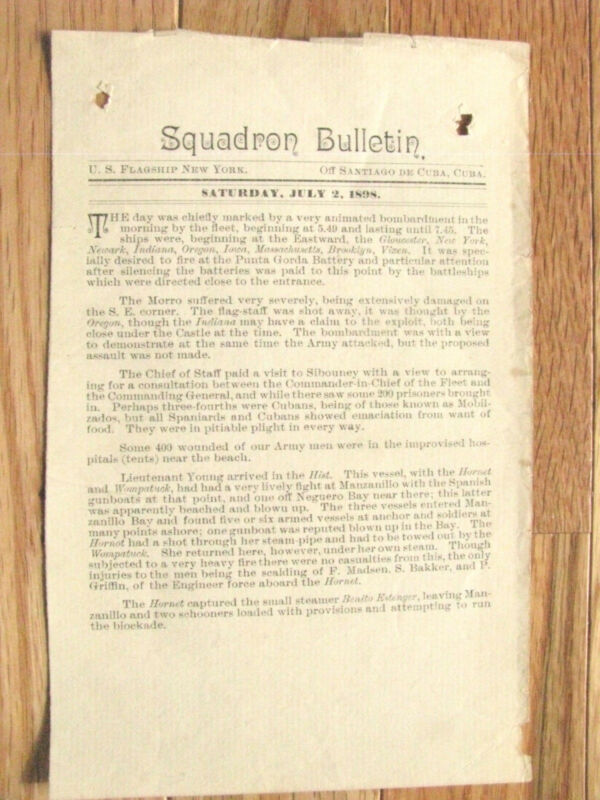 Squadron Bulletin.
U. S. FLAGSHIP NEW YORK. Off SANTIAGO DE CUBA, CUBA.
SATURDAY, JULY 2, 1898.
THE day was chiefly marked by a very animated bombardment in the
morning by the fleet, beginning at 5.49 and lasting until 7.45. The
ships were, beginning at the Eastward, the Gloucester, New York,
Newark, Indiana, Oregon, Iowa, Massachusetts, Brooklyn, Vixen. It was spec-
ially desired to fire at the Punta Gorda Battery and particular attention
after silencing the batteries was paid to this point by the battleships
which were directed close to the entrance.
The Morro suffered very severely, being extensively damaged on
the S. E. corner. The flag-staff was shot away, it was thought by the
Oregon, though the Indiana may have a claim to the exploit, both being
close under the Castle at the time. The bombardment was with a view
to demonstrate at the same time the Army attacked, but the proposed
assault was not made.
The Chief of Staff paid a visit to Sibouney with a view to arrang-
ing for a consultation between the Commander-in-Chief of the Fleet and
the Commanding General, and while there saw some 200 prisoners brought
in. Perhaps three-fourths were Cubans, being of those known as Mobil-
zados, but all Spaniards and Cubans showed emaciation from want of
food. They were in pitiable plight in every way.
Some 400 wounded of our Army men were in the improvised hos-
pitals (tents) near the beach.
Lieutenant Young arrived in the Hist. This vessel, with the Hornet
and Wompatuck, had had a very lively fight at Manzanillo with the Spanish
gunboats at that point, and one off Neguero Bay near there; this latter
was apparently beached and blown up. The three vessels entered Man-
zanillo Bay and found five or six armed vessels at anchor and soldiers at
many points ashore; one gunboat was reputed blown up in the Bay. The
Hornot had a shot through her steam-pipe and had to be towed out by the
Wompatuck. She returned here, however, under her own steam. Though
subjected to a very heavy fire there were no casualties from this, the only
injuries to the men being the scalding of F. Madsen, S. Bakker, and P.
Griffin, of the Engineer force aboard the Hornet.
The Hornet captured the small steamer Benito Estenger, leaving Man-
zanillo and two schooners loaded with provisions and attempting to run
the blockade.